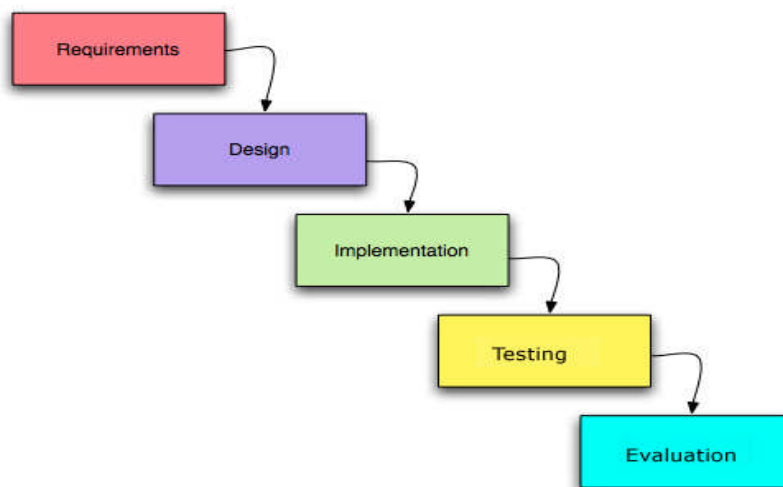 Requirements
Design
Implementation
Testing
Evaluation